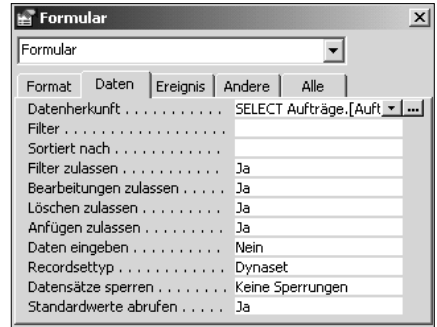 Formular
Formular
Format Daten Ereignis Andere Alle
Datenherkunft . . . . . . . . . . . SELECT Aufträge.[Auft ...
Filter . . . . . . . . . . . . . . . . . .
Sortiert nach . . . . . . . . . . . .
Filter zulassen . . . . . . . . . . . Ja
Bearbeitungen zulassen . . . . . Ja
Löschen zulassen . . . . . . . . . Ja
Anfügen zulassen . . . . . . . . . Ja
Daten eingeben . . . . . . . . . . Nein
Recordsettyp . . . . . . . . . . . . Dynaset
Datensätze sperren . . . . . . . . Keine Sperrungen
Standardwerte abrufen . . . . . Ja